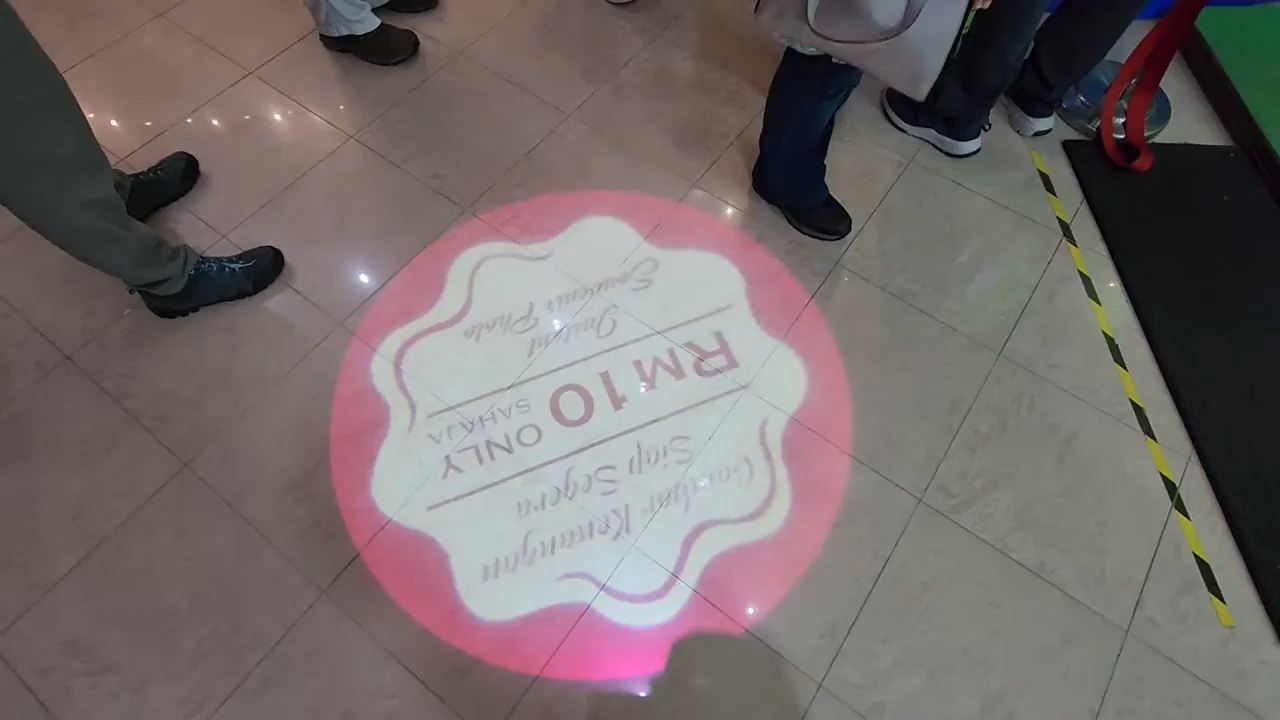 Souvenir Photo
Instant
RM10 ONLY
SAHAJA
Siap Segera
Gambar Kenangan